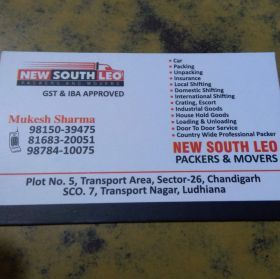 NEW SOUTH LEO
PACKERS AND MOVERS
GST & IBA APPROVED
Mukesh Sharma
98150-39475
81683-20051
98784-10075
• Car
• Packing
• Unpacking
• Insurance
• Local Shifting
• Domestic Shifting
• International Shifting
• Crating, Escort
• Industrial Goods
• House Hold Goods
• Loading & Unloading
• Door To Door Service
• Country Wide Professional Packer
NEW SOUTH LEO
PACKERS & MOVERS
Plot No. 5, Transport Area, Sector-26, Chandigarh
SCO. 7, Transport Nagar, Ludhiana